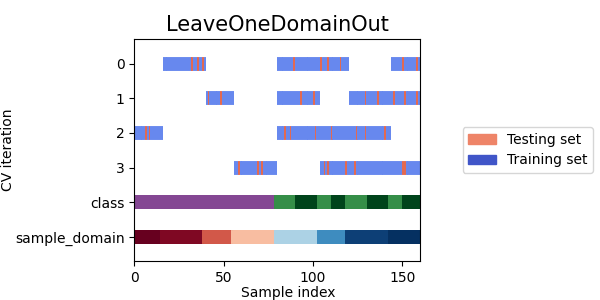 LeaveOneDomainOut
0
1
2
3
class
sample_domain
CV iteration
0
50
100
150
Sample index
Testing set
Training set